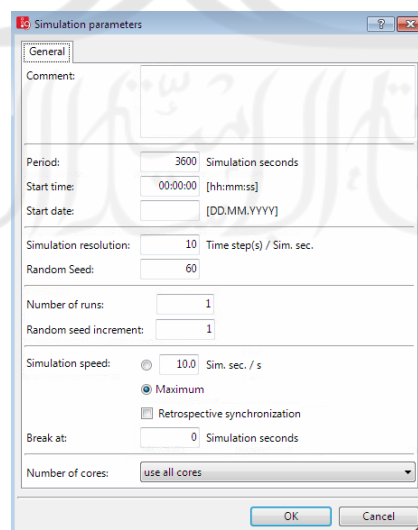 Simulation parameters
General
Comment:
Period: 3600 Simulation seconds
Start time: 00:00:00 [hh:mm:ss]
Start date: [DD.MM.YYYY]
Simulation resolution: 10 Time step(s) / Sim. sec.
Random Seed: 60
Number of runs: 1
Random seed increment: 1
Simulation speed: 10.0 Sim. sec. / s
Maximum
Retrospective synchronization
Break at: 0 Simulation seconds
Number of cores: use all cores
OK Cancel